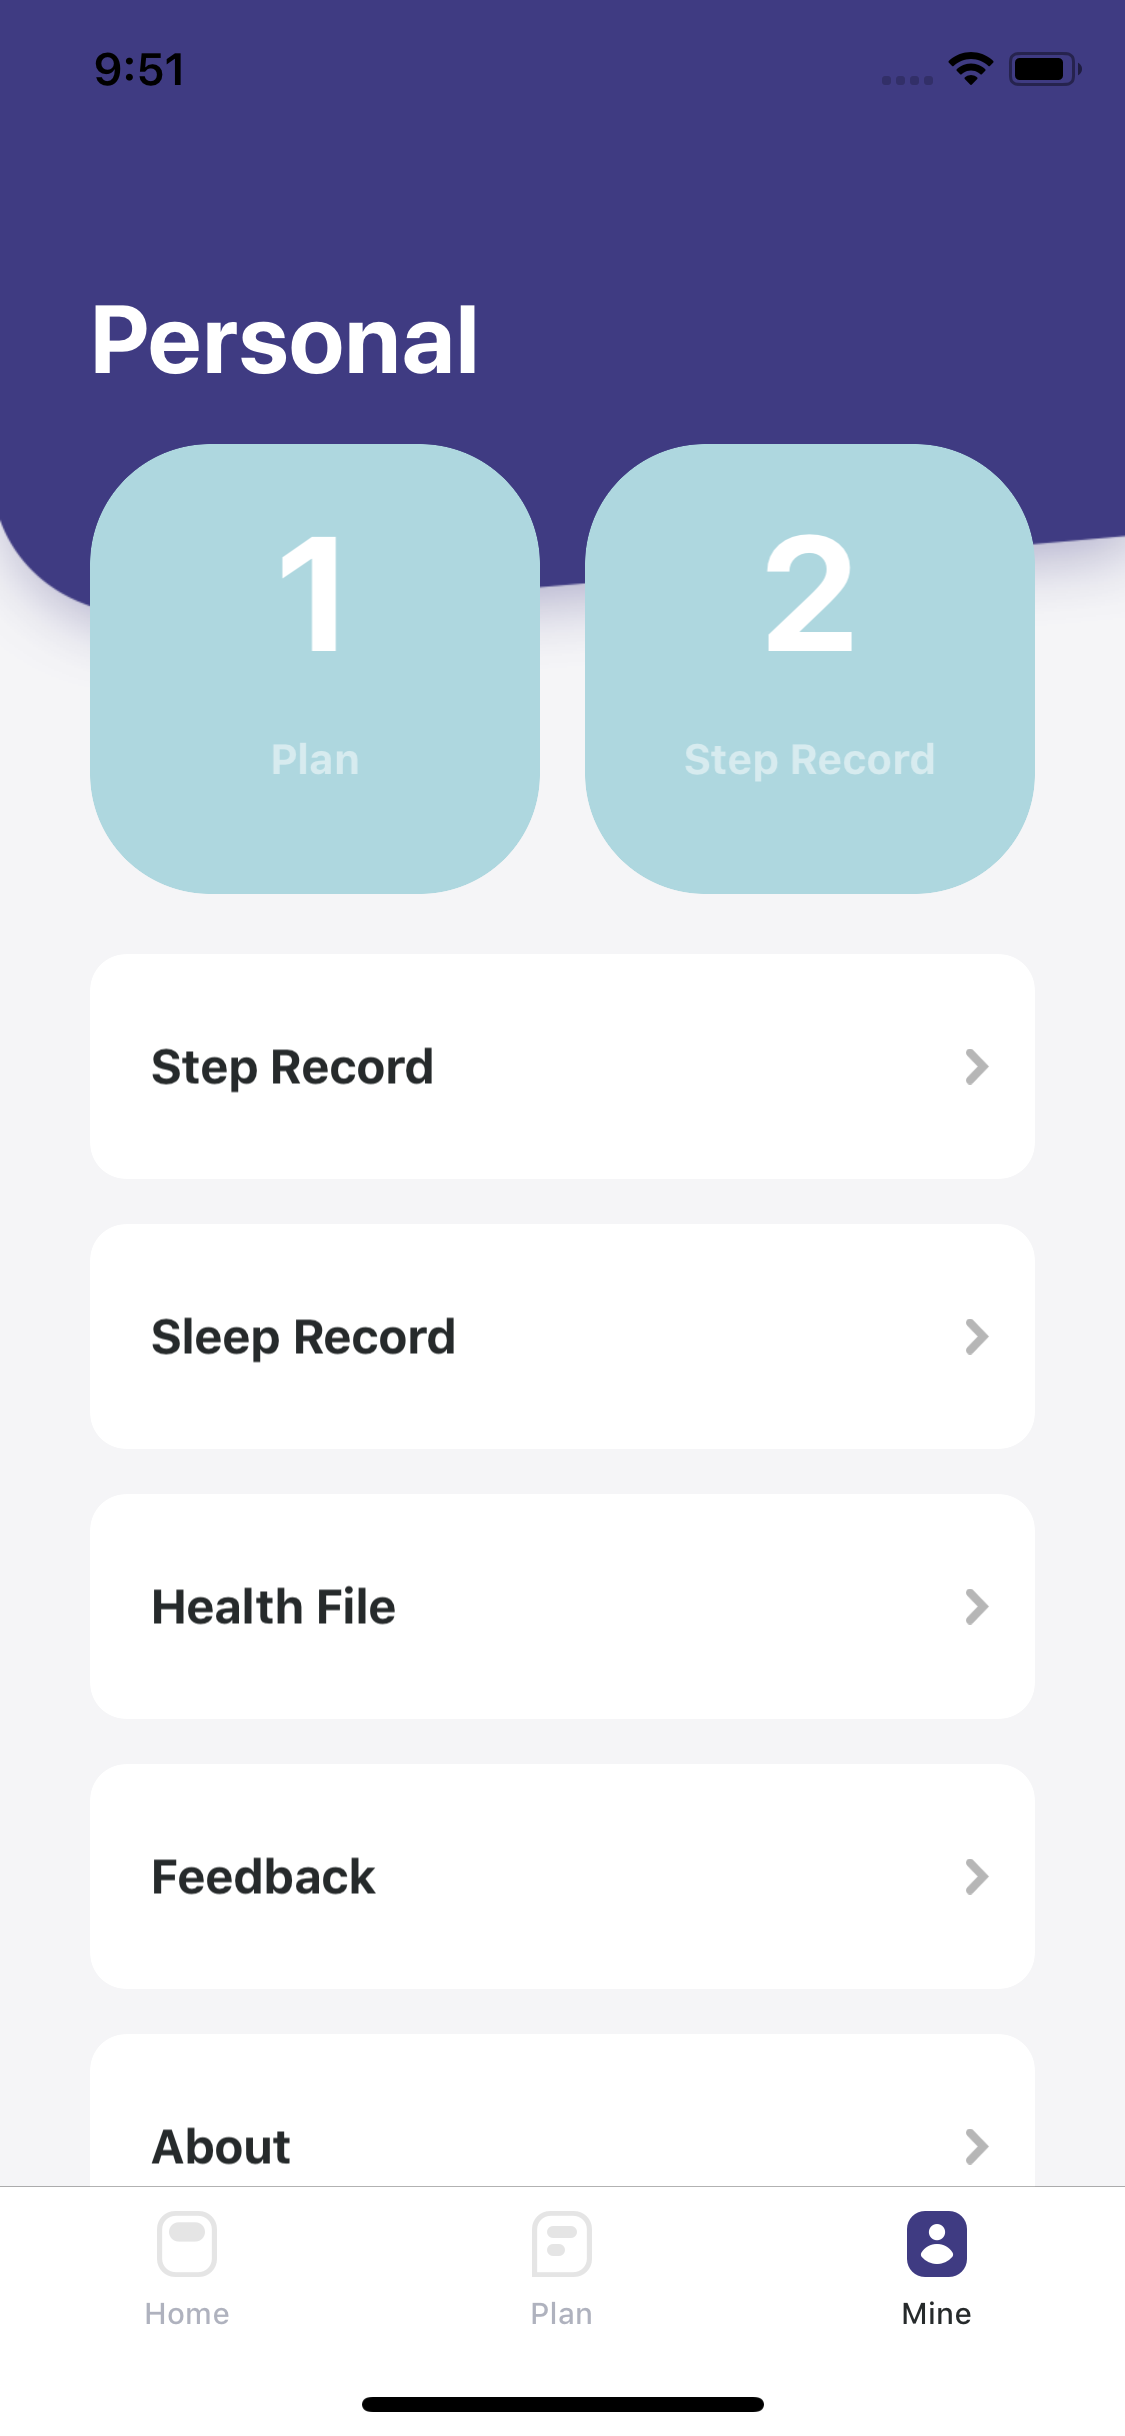 9:51
Personal
1
2
Plan
Step Record
Step Record
Sleep Record
Health File
Feedback
About
Home
Plan
Mine